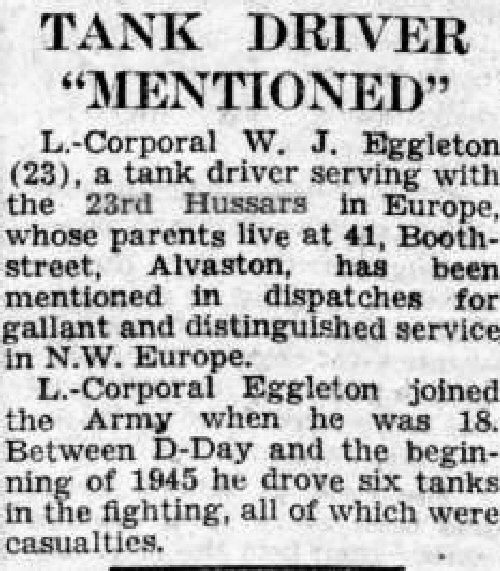 TANK DRIVER
“MENTIONED”
L.-Corporal W. J. Eggleton
(23), a tank driver serving with
the 23rd Hussars in Europe,
whose parents live at 41, Booth-
street, Alvaston, has been
mentioned in dispatches for
gallant and distinguished service
in N.W. Europe.
L.-Corporal Eggleton joined
the Army when he was 18.
Between D-Day and the begin-
ning of 1945 he drove six tanks
in the fighting, all of which were
casualties.